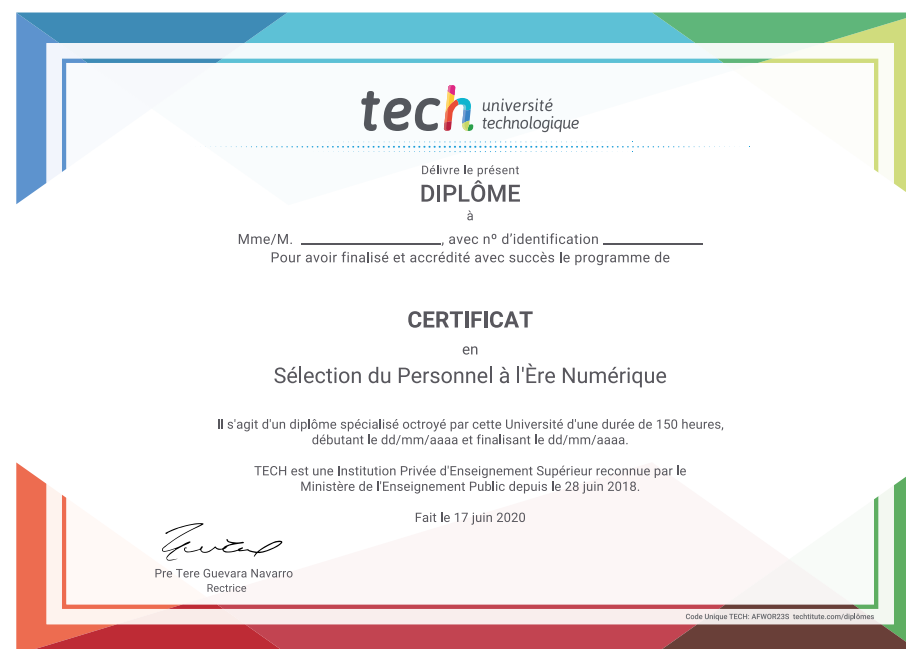 tech université
technologique
Délivre le présent
DIPLÔME
à
Mme/M. ____________________, avec nº d'identification ______________
Pour avoir finalisé et accrédité avec succès le programme de
CERTIFICAT
en
Sélection du Personnel à l'Ère Numérique
Il s'agit d'un diplôme spécialisé octroyé par cette Université d'une durée de 150 heures,
débutant le dd/mm/aaaa et finalisant le dd/mm/aaaa.
TECH est une Institution Privée d'Enseignement Supérieur reconnue par le
Ministère de l'Enseignement Public depuis le 28 juin 2018.
Fait le 17 juin 2020
Pre Tere Guevara Navarro
Rectrice
Code Unique TECH: AFWOR23S techtitute.com/diplômes